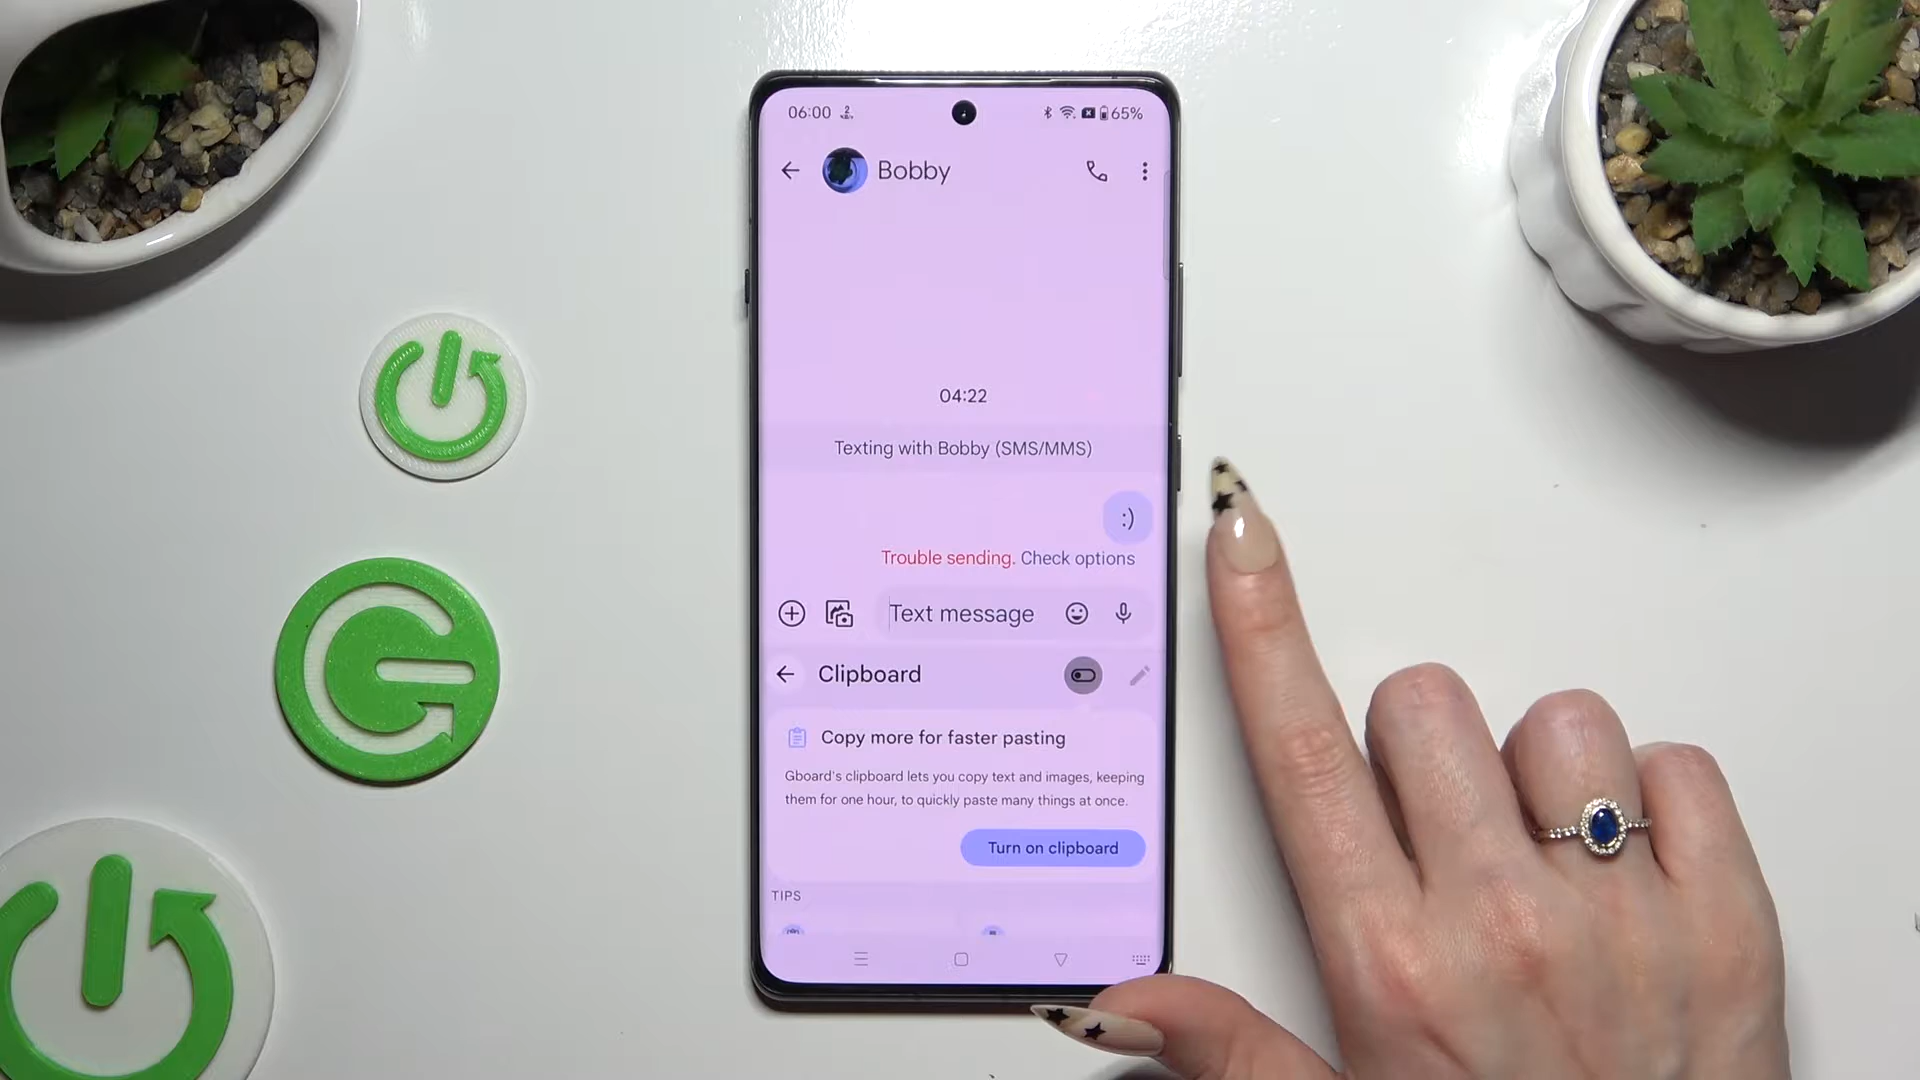 06:00 65%
Bobby
04:22
Texting with Bobby (SMS/MMS)
:)
Trouble sending. Check options
Text message
Clipboard
Copy more for faster pasting
Gboard's clipboard lets you copy text and images, keeping
them for one hour, to quickly paste many things at once.
Turn on clipboard
TIPS